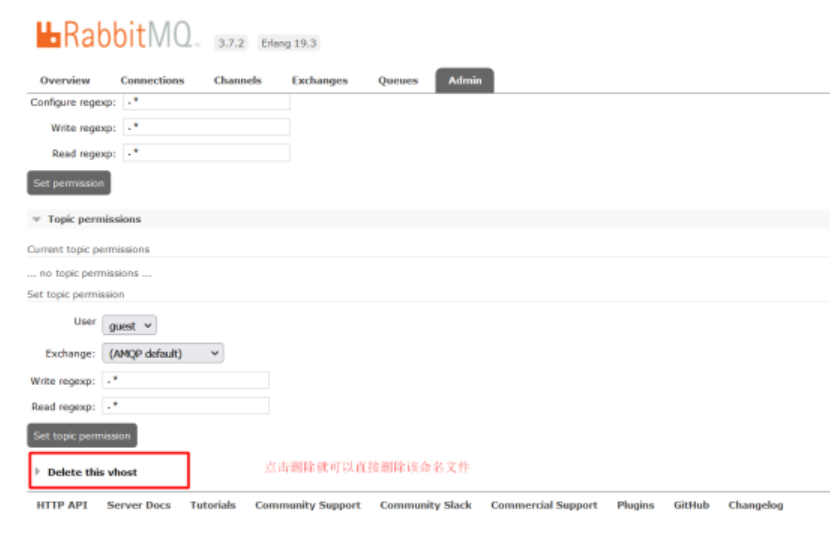 RabbitMQ 3.7.2 Erlang 19.3
Overview Connections Channels Exchanges Queues Admin
Configure regexp: .*
Write regexp: .*
Read regexp: .*
Set permission
Topic permissions
Current topic permissions
... no topic permissions ...
Set topic permission
User guest
Exchange: (AMQP default)
Write regexp: .*
Read regexp: .*
Set topic permission
Delete this vhost 点击删除就可以直接删除该命名文件
HTTP API Server Docs Tutorials Community Support Community Slack Commercial Support Plugins GitHub Changelog